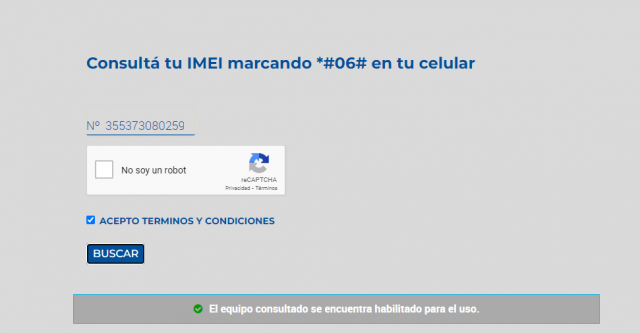 Consultá tu IMEI marcando *#06# en tu celular
Nº 355373080259
No soy un robot
reCAPTCHA
Privacidad - Términos
ACEPTO TERMINOS Y CONDICIONES
BUSCAR
El equipo consultado se encuentra habilitado para el uso.